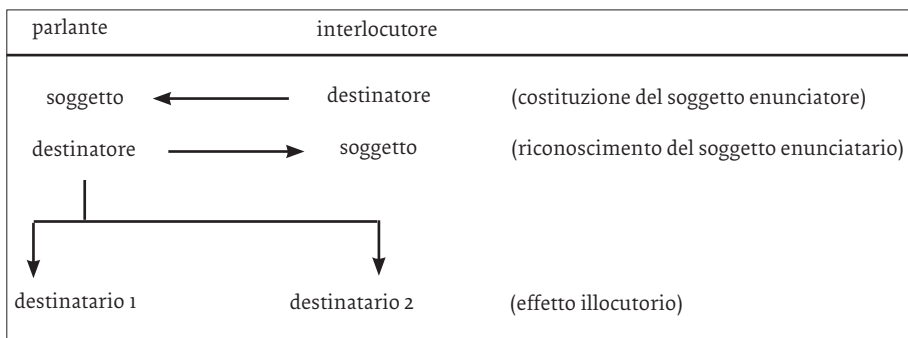 parlante interlocutore
soggetto destinatore (costituzione del soggetto enunciatore)
destinatore soggetto (riconoscimento del soggetto enunciatario)
destinatario 1 destinatario 2 (effetto illocutorio)